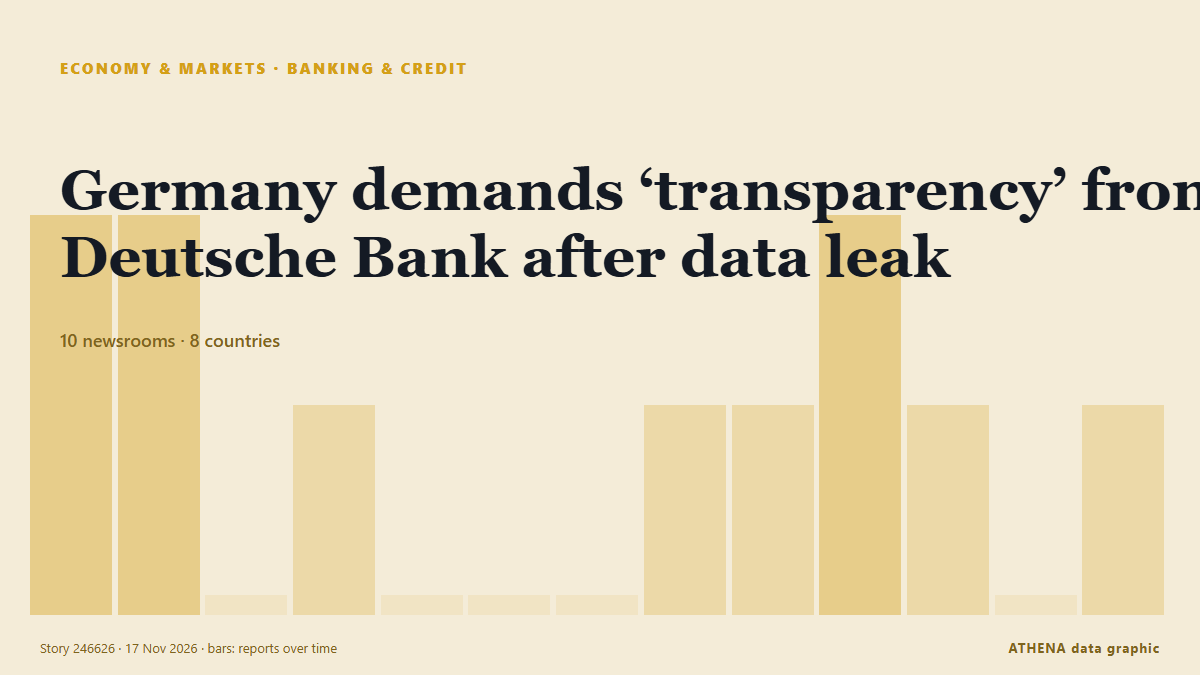 ECONOMY & MARKETS · BANKING & CREDIT
Germany demands ‘transparency’ from
Deutsche Bank after data leak
10 newsrooms · 8 countries
Story 246626 · 17 Nov 2026 · bars: reports over time
ATHENA data graphic